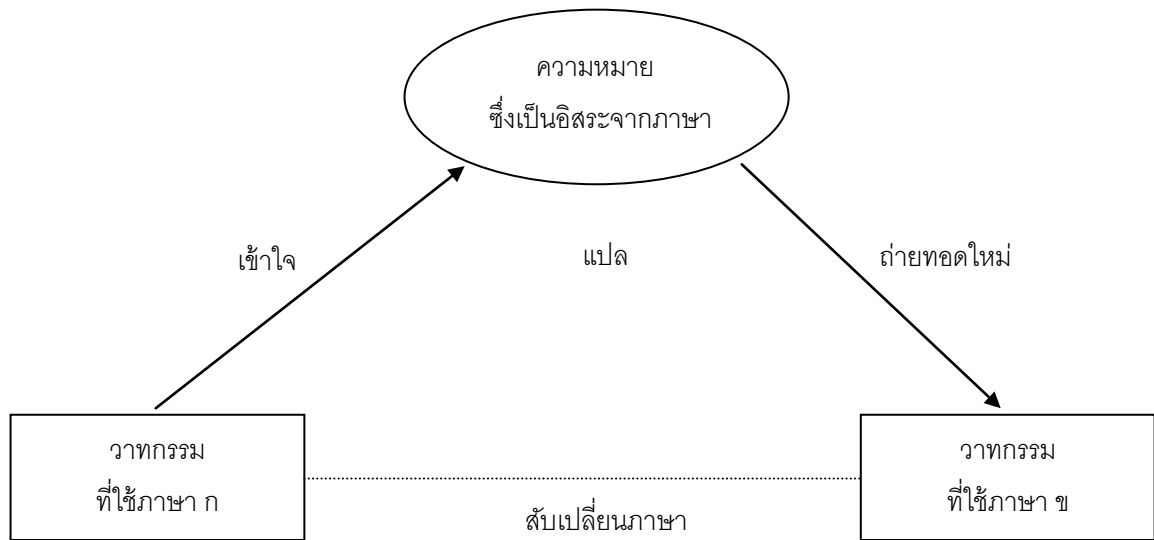 ความหมาย
ซึ่งเป็นอิสระจากภาษา
เข้าใจ
แปล
ถ่ายทอดใหม่
วาทกรรม
ที่ใช้ภาษา ก
วาทกรรม
ที่ใช้ภาษา ข
สับเปลี่ยนภาษา